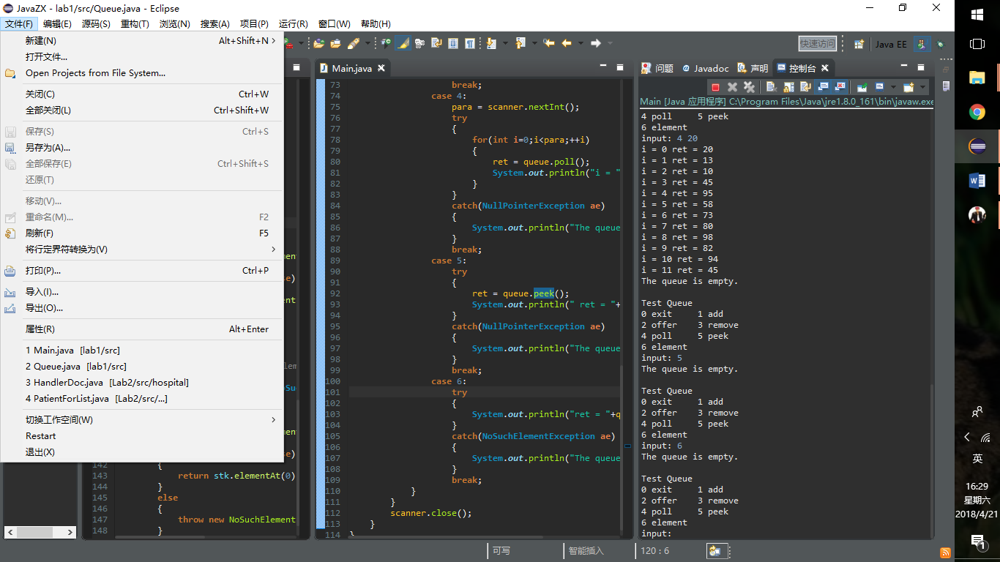 JavaZX - lab1/src/Queue.java - Eclipse
文件(F) 编辑(E) 源码(S) 重构(T) 浏览(N) 搜索(A) 项目(P) 运行(R) 窗口(W) 帮助(H)
新建(N) Alt+Shift+N
打开文件...
Open Projects from File System...
关闭(C) Ctrl+W
全部关闭(L) Ctrl+Shift+W
保存(S) Ctrl+S
另存为(A)...
全部保存(E) Ctrl+Shift+S
还原(T)
移动(V)...
重命名(M)... F2
刷新(F) F5
将行定界符转换为(V)
打印(P)... Ctrl+P
导入(I)...
导出(O)...
属性(R) Alt+Enter
1 Main.java [lab1/src]
2 Queue.java [lab1/src]
3 HandlerDoc.java [Lab2/src/hospital]
4 PatientForList.java [Lab2/src/...]
切换工作空间(W)
Restart
退出(X)
142 {
143 return stk.elementAt(0)
144 }
145 else
146 {
147 throw new NoSuchElement
148 }
快速访问 Java EE
Main.java
73 break;
74 case 4:
75 para = scanner.nextInt();
76 try
77 {
78 for(int i=0;i<para;++i)
79 {
80 ret = queue.poll();
81 System.out.println("i = "
82 }
83 }
84 catch(NullPointerException ae)
85 {
86 System.out.println("The queue
87 }
88 break;
89 case 5:
90 try
91 {
92 ret = queue.peek();
93 System.out.println(" ret = "+
94 }
95 catch(NullPointerException ae)
96 {
97 System.out.println("The queue
98 }
99 break;
100 case 6:
101 try
102 {
103 System.out.println("ret = "+q
104 }
105 catch(NoSuchElementException ae)
106 {
107 System.out.println("The queue
108 }
109 break;
110 }
111 }
112 scanner.close();
113 }
114 }
问题 Javadoc 声明 控制台
Main [Java 应用程序] C:\Program Files\Java\jre1.8.0_161\bin\javaw.exe
4 poll 5 peek
6 element
input: 4 20
i = 0 ret = 20
i = 1 ret = 13
i = 2 ret = 10
i = 3 ret = 45
i = 4 ret = 95
i = 5 ret = 58
i = 6 ret = 73
i = 7 ret = 80
i = 8 ret = 98
i = 9 ret = 82
i = 10 ret = 94
i = 11 ret = 45
The queue is empty.
Test Queue
0 exit 1 add
2 offer 3 remove
4 poll 5 peek
6 element
input: 5
The queue is empty.
Test Queue
0 exit 1 add
2 offer 3 remove
4 poll 5 peek
6 element
input: 6
The queue is empty.
Test Queue
0 exit 1 add
2 offer 3 remove
4 poll 5 peek
6 element
input:
可写 智能插入 120 : 6
英
16:29
星期六
2018/4/21
1